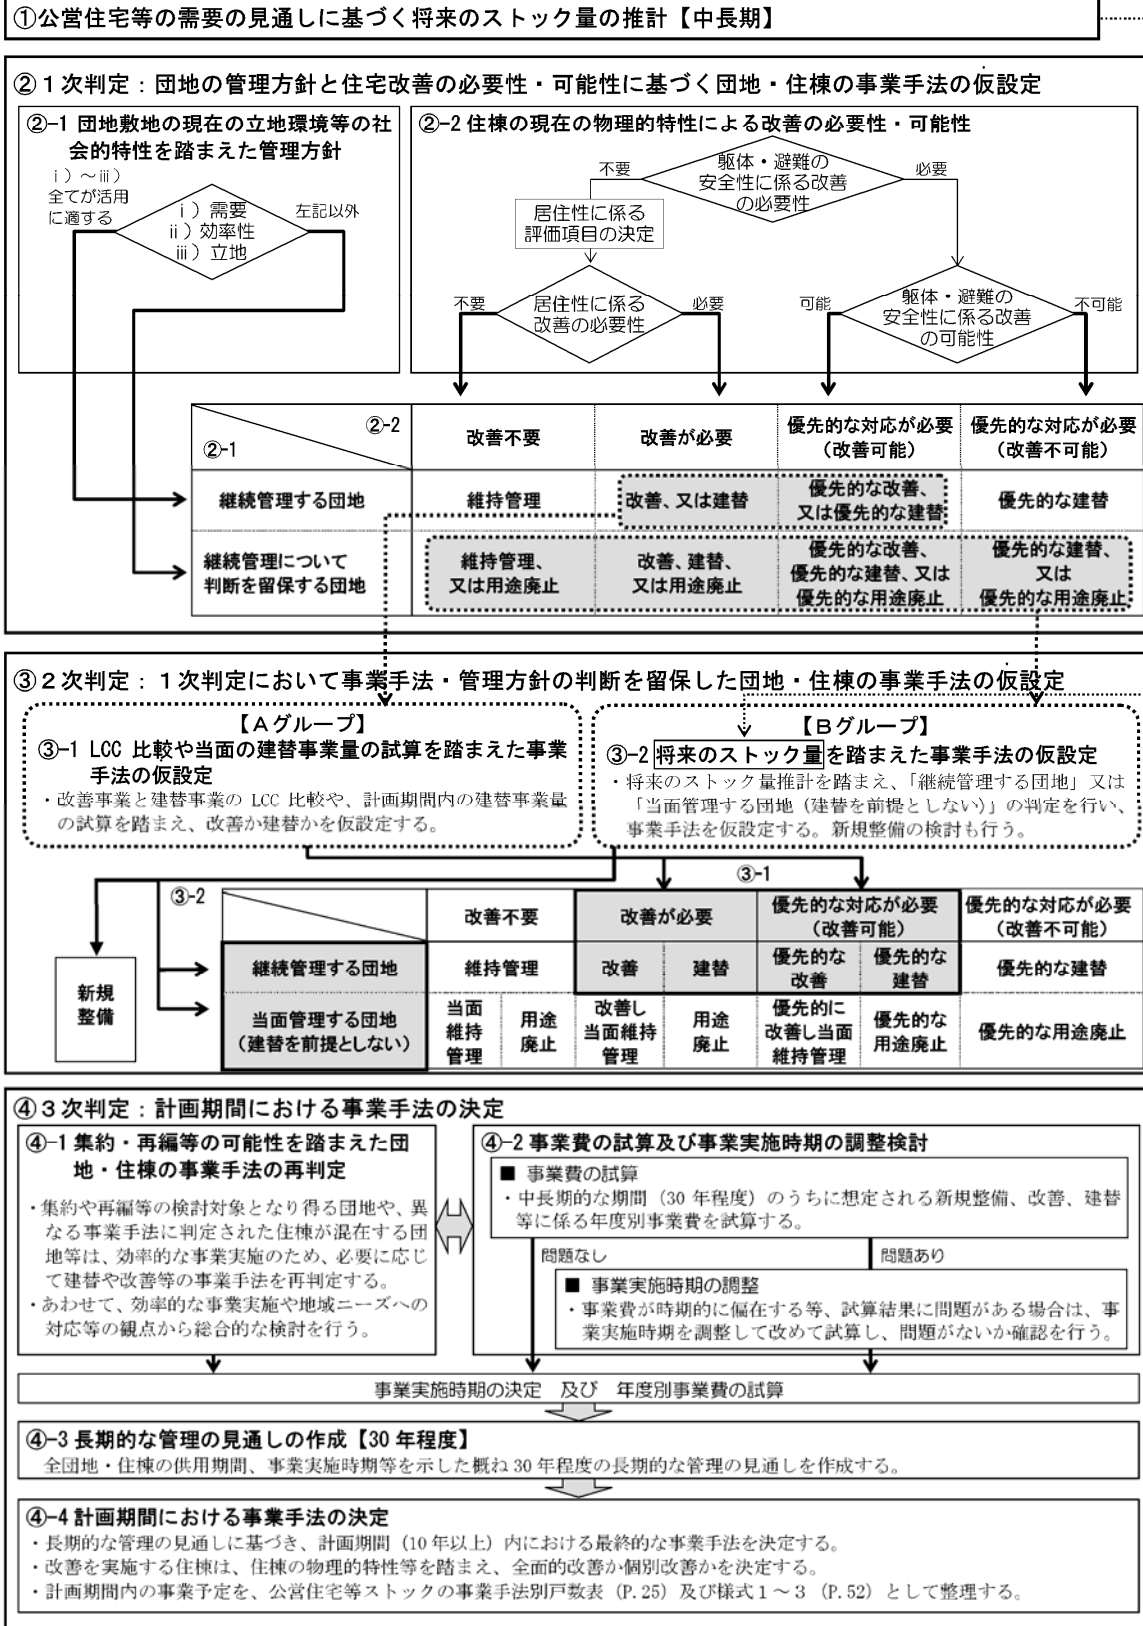 ①公営住宅等の需要の見通しに基づく将来のストック量の推計【中長期】
②1次判定：団地の管理方針と住宅改善の必要性・可能性に基づく団地・住棟の事業手法の仮設定
②-1 団地敷地の現在の立地環境等の社
会的特性を踏まえた管理方針
ⅰ）～ⅲ）
全てが活用
に適する
ⅰ）需要
ⅱ）効率性
ⅲ）立地
左記以外
②-2 住棟の現在の物理的特性による改善の必要性・可能性
不要
躯体・避難の
安全性に係る改善
の必要性
必要
居住性に係る
評価項目の決定
不要
居住性に係る
改善の必要性
必要
可能
躯体・避難の
安全性に係る改善
の可能性
不可能
②-2
②-1
改善不要
改善が必要
優先的な対応が必要
（改善可能）
優先的な対応が必要
（改善不可能）
継続管理する団地
維持管理
改善、又は建替
優先的な改善、
又は優先的な建替
優先的な建替
継続管理について
判断を留保する団地
維持管理、
又は用途廃止
改善、建替、
又は用途廃止
優先的な改善、
優先的な建替、又は
優先的な用途廃止
優先的な建替、
又は
優先的な用途廃止
③2次判定：1次判定において事業手法・管理方針の判断を留保した団地・住棟の事業手法の仮設定
【Aグループ】
③-1 LCC 比較や当面の建替事業量の試算を踏まえた事業
手法の仮設定
・改善事業と建替事業の LCC 比較や、計画期間内の建替事業量
の試算を踏まえ、改善か建替かを仮設定する。
【Bグループ】
③-2 将来のストック量を踏まえた事業手法の仮設定
・将来のストック量推計を踏まえ、「継続管理する団地」又は
「当面管理する団地（建替を前提としない）」の判定を行い、
事業手法を仮設定する。新規整備の検討も行う。
③-1
③-2
改善不要
改善が必要
優先的な対応が必要
（改善可能）
優先的な対応が必要
（改善不可能）
新規
整備
継続管理する団地
維持管理
改善
建替
優先的な
改善
優先的な
建替
優先的な建替
当面管理する団地
（建替を前提としない）
当面
維持
管理
用途
廃止
改善し
当面維持
管理
用途
廃止
優先的に
改善し当面
維持管理
優先的な
用途廃止
優先的な用途廃止
④3次判定：計画期間における事業手法の決定
④-1 集約・再編等の可能性を踏まえた団
地・住棟の事業手法の再判定
・集約や再編等の検討対象となり得る団地や、異
なる事業手法に判定された住棟が混在する団
地等は、効率的な事業実施のため、必要に応じ
て建替や改善等の事業手法を再判定する。
・あわせて、効率的な事業実施や地域ニーズへの
対応等の観点から総合的な検討を行う。
④-2 事業費の試算及び事業実施時期の調整検討
■ 事業費の試算
・中長期的な期間（30 年程度）のうちに想定される新規整備、改善、建替
等に係る年度別事業費を試算する。
問題なし
問題あり
■ 事業実施時期の調整
・事業費が時期的に偏在する等、試算結果に問題がある場合は、事
業実施時期を調整して改めて試算し、問題がないか確認を行う。
事業実施時期の決定 及び 年度別事業費の試算
④-3 長期的な管理の見通しの作成【30 年程度】
全団地・住棟の供用期間、事業実施時期等を示した概ね 30 年程度の長期的な管理の見通しを作成する。
④-4 計画期間における事業手法の決定
・長期的な管理の見通しに基づき、計画期間（10 年以上）内における最終的な事業手法を決定する。
・改善を実施する住棟は、住棟の物理的特性等を踏まえ、全面的改善か個別改善かを決定する。
・計画期間内の事業予定を、公営住宅等ストックの事業手法別戸数表（P.25）及び様式１～３（P.52）として整理する。